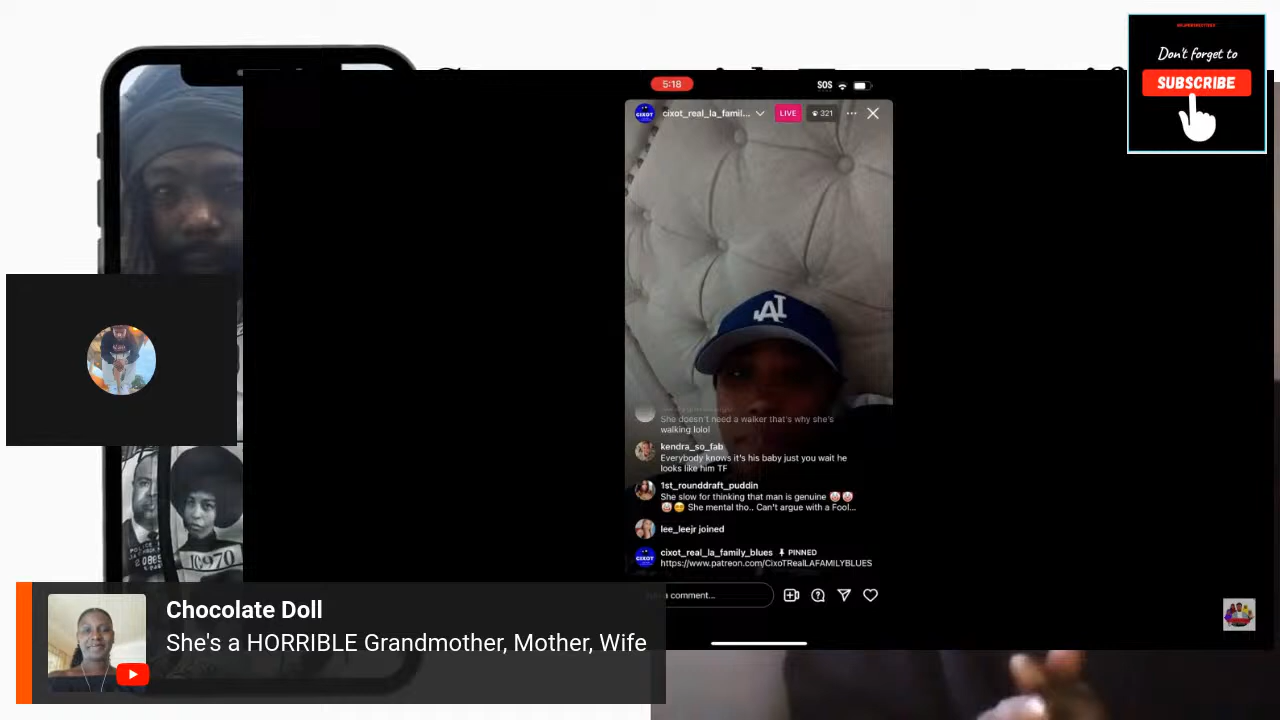 Don't forget to
SUBSCRIBE
5:18
SOS
cixot_real_la_famil...
LIVE
321
She doesn't need a walker that's why she's
walking lolol
kendra_so_fab
Everybody knows it's his baby just you wait he
looks like him TF
1st_rounddraft_puddin
She slow for thinking that man is genuine
She mental tho.. Can't argue with a Fool...
lee_leejr joined
cixot_real_la_family_blues PINNED
https://www.patreon.com/CixoTRealLAFAMILYBLUES
a comment...
CIXOT
LA
Chocolate Doll
She's a HORRIBLE Grandmother, Mother, Wife